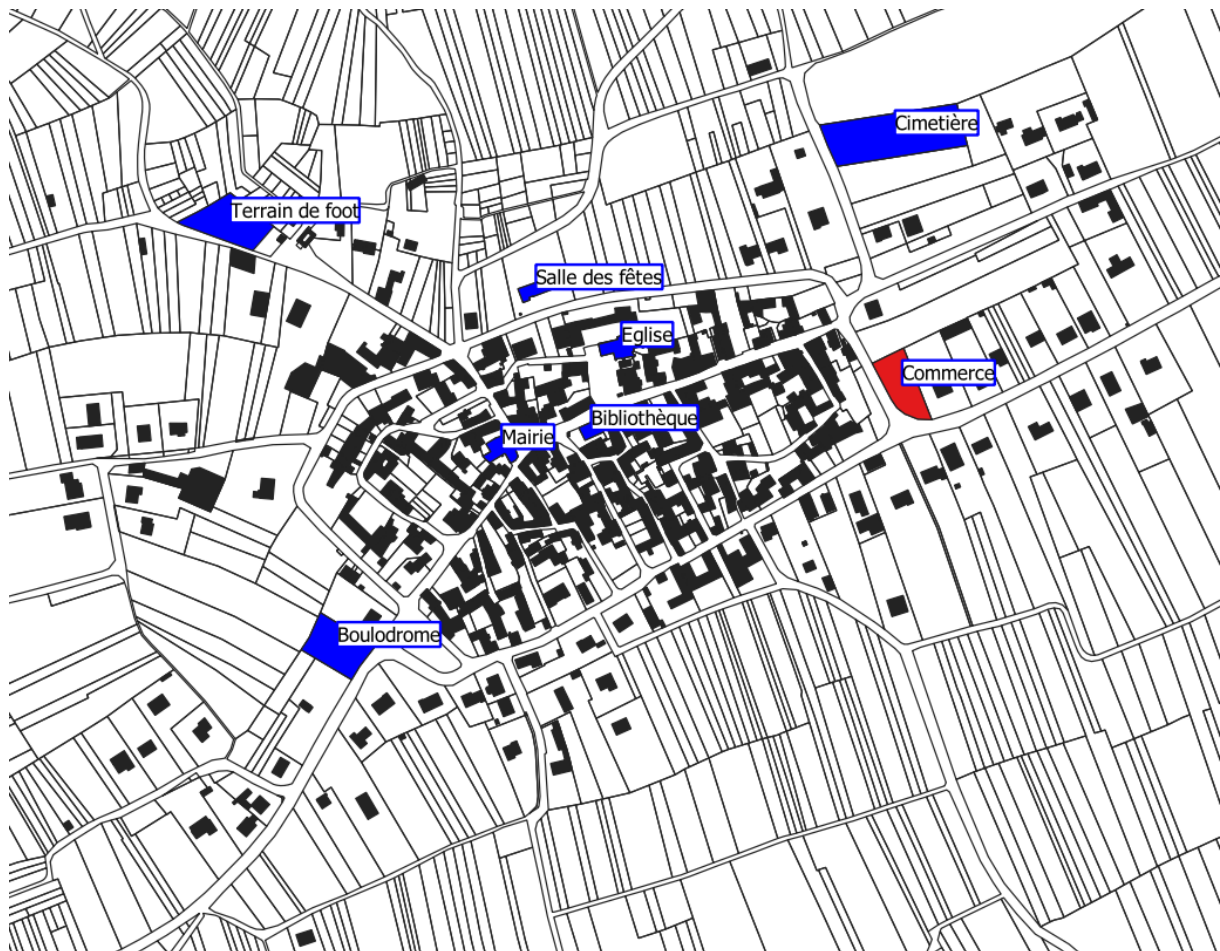 Cimetière
Terrain de foot
Salle des fêtes
Eglise
Commerce
Bibliothèque
Mairie
Boulodrome